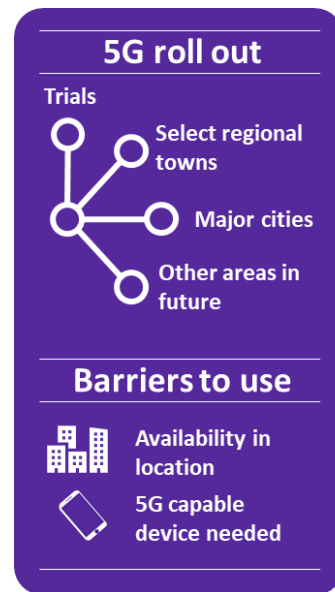 5G roll out
Trials
Select regional
towns
Major cities
Other areas in
future
Barriers to use
Availability in
location
5G capable
device needed